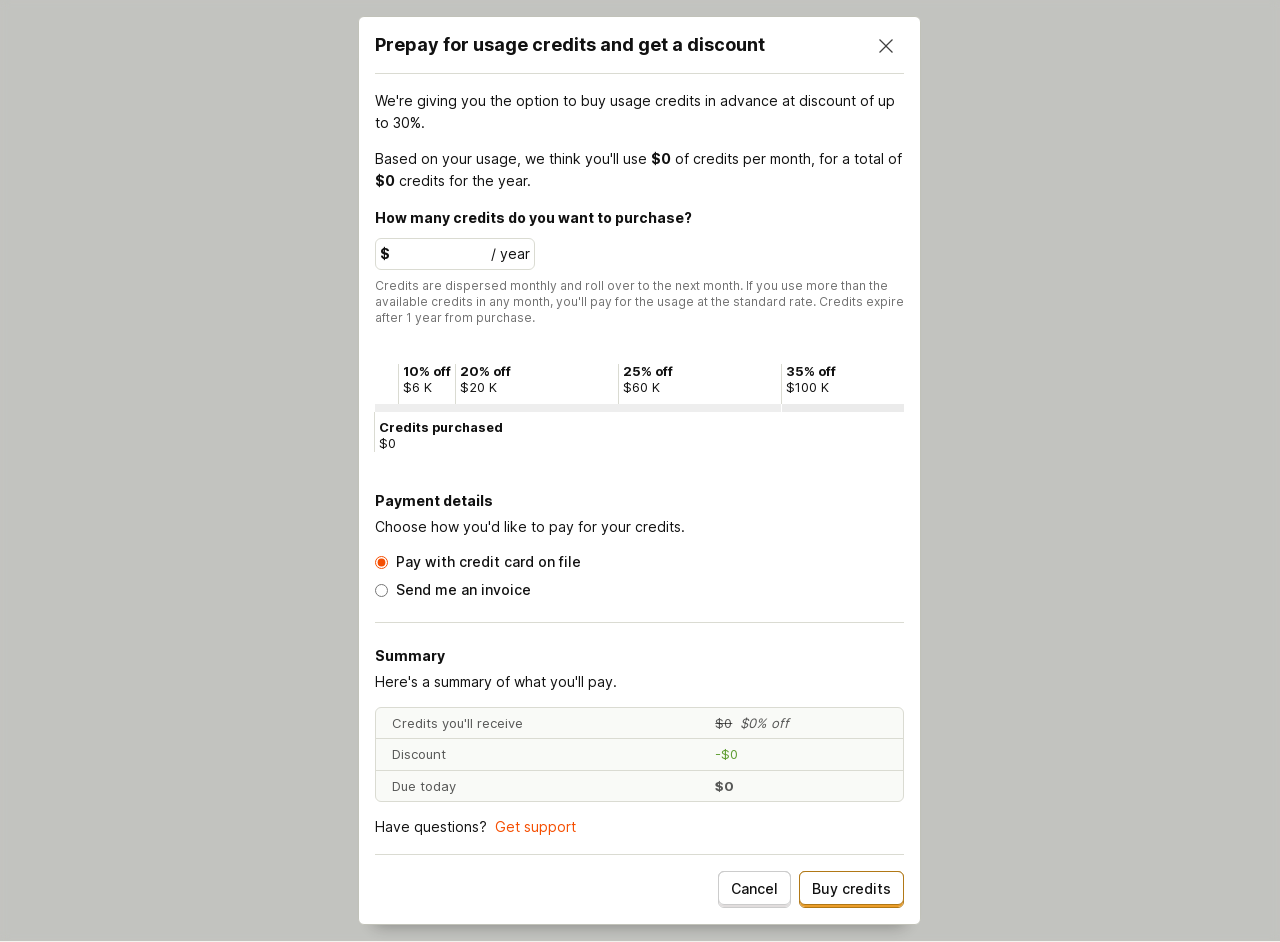 Prepay for usage credits and get a discount
We're giving you the option to buy usage credits in advance at discount of up
to 30%.
Based on your usage, we think you'll use $0 of credits per month, for a total of
$0 credits for the year.
How many credits do you want to purchase?
$ / year
Credits are dispersed monthly and roll over to the next month. If you use more than the
available credits in any month, you'll pay for the usage at the standard rate. Credits expire
after 1 year from purchase.
10% off 20% off 25% off 35% off
$6 K $20 K $60 K $100 K
Credits purchased
$0
Payment details
Choose how you'd like to pay for your credits.
Pay with credit card on file
Send me an invoice
Summary
Here's a summary of what you'll pay.
Credits you'll receive $0 $0% off
Discount -$0
Due today $0
Have questions? Get support
Cancel Buy credits